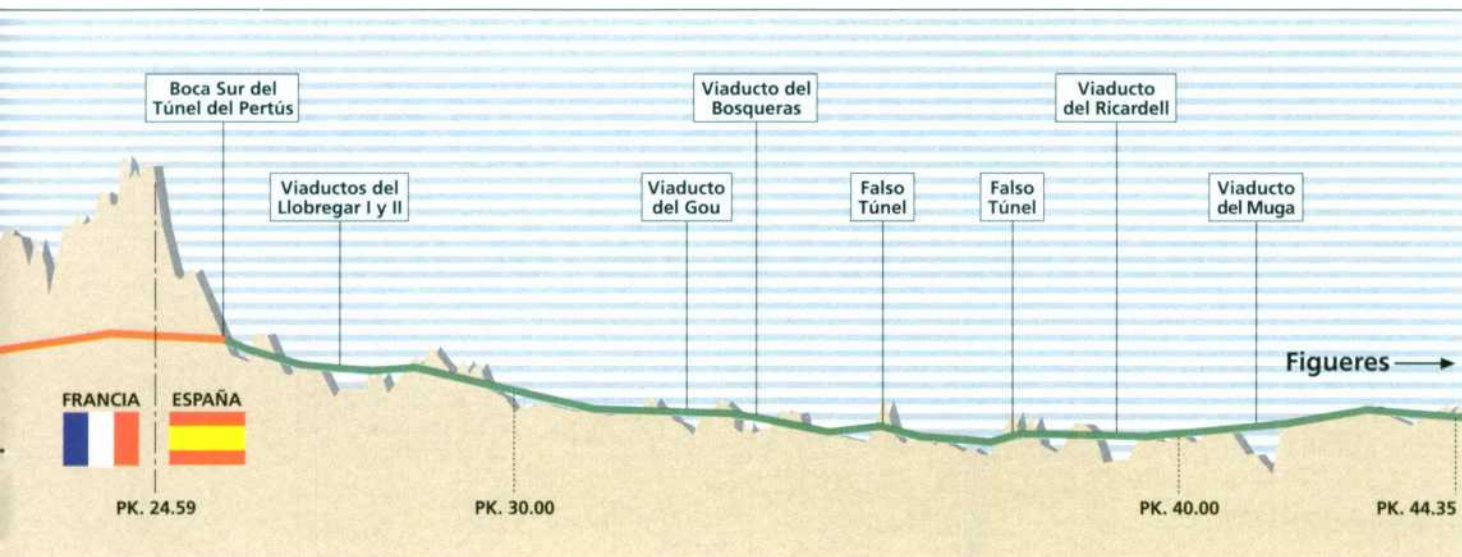 Boca Sur del
Túnel del Pertús
Viaducto del
Bosqueras
Viaducto
del Ricardell
Viaductos del
Llobregar I y II
Viaducto
del Gou
Falso
Túnel
Falso
Túnel
Viaducto
del Muga
Figueres
FRANCIA
ESPAÑA
PK. 24.59
PK. 30.00
PK. 40.00
PK. 44.35